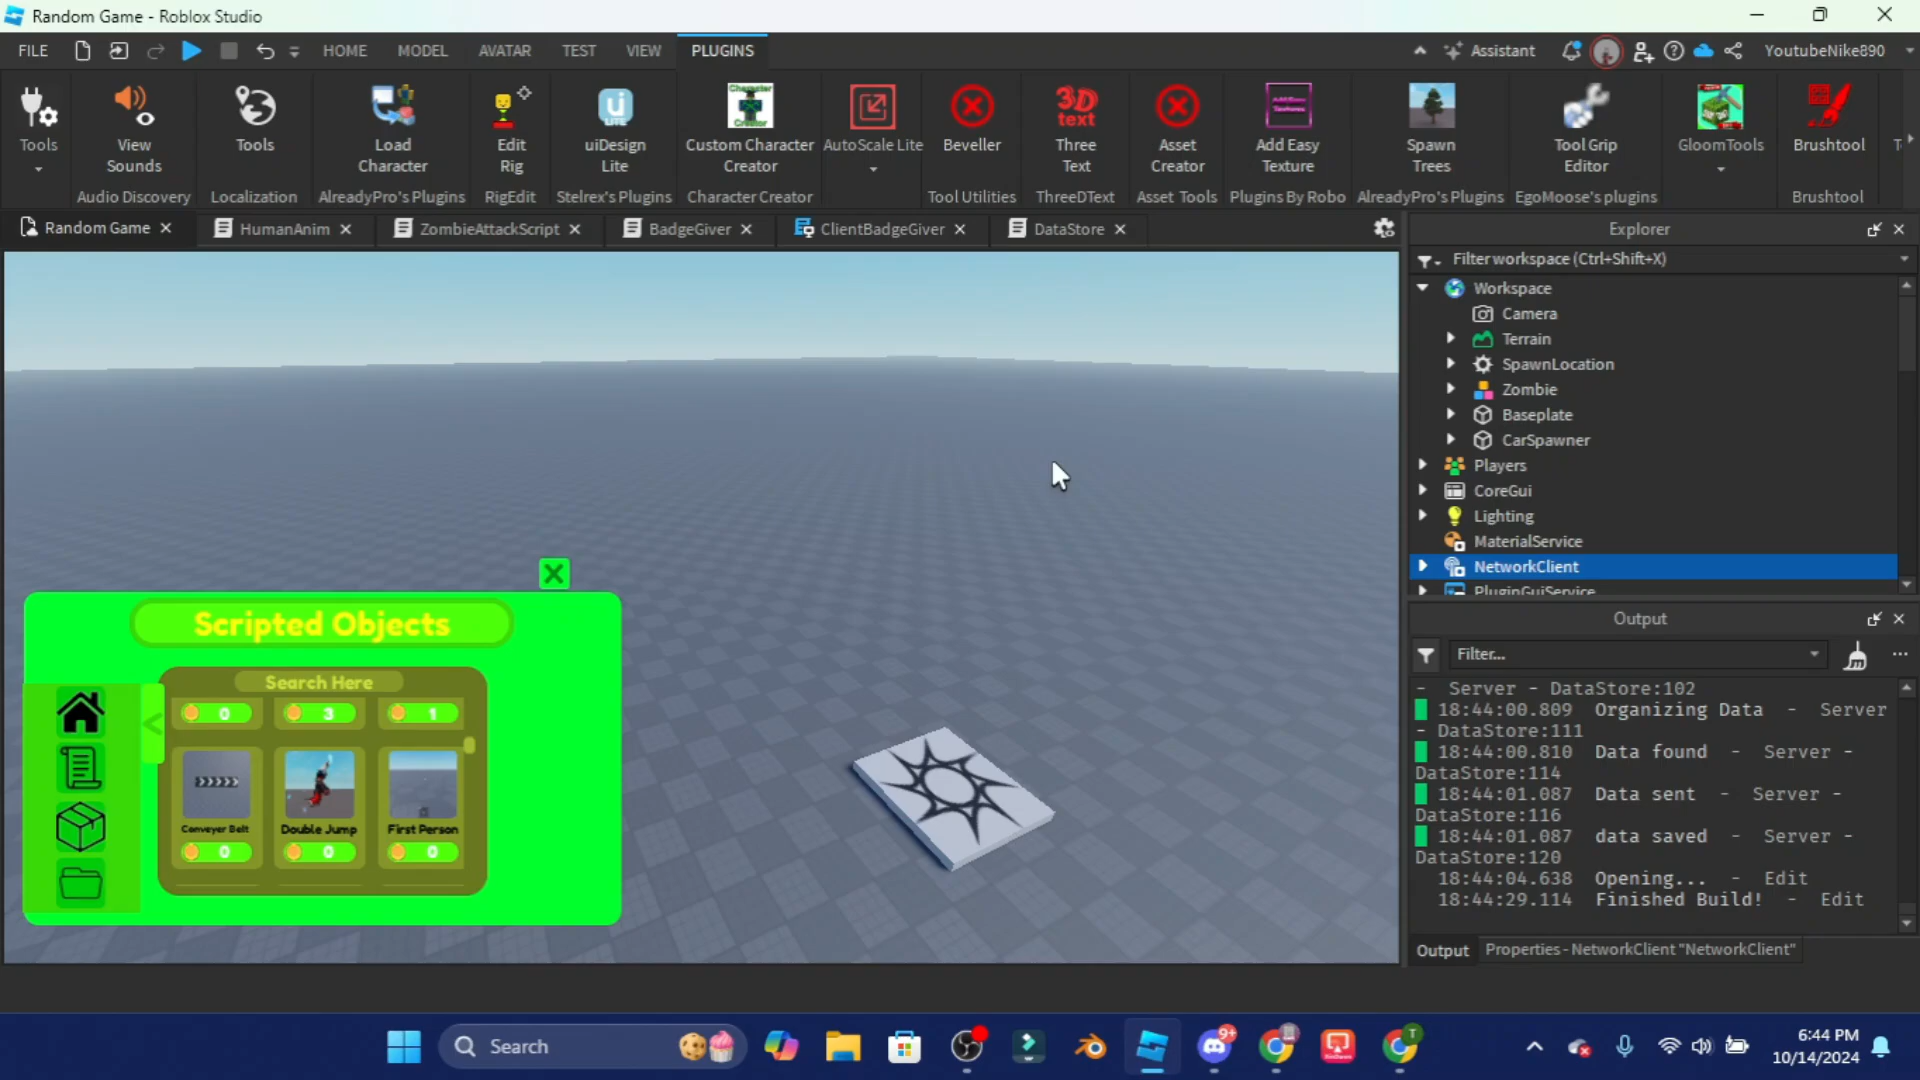 Random Game - Roblox Studio
FILE HOME MODEL AVATAR TEST VIEW PLUGINS Assistant YoutubeNike890
Tools
View Sounds
Audio Discovery
Tools
Localization
Load Character
AlreadyPro's Plugins
Edit Rig
RigEdit
uiDesign Lite
Stelrex's Plugins
Custom Character Creator
Character Creator
AutoScale Lite
Beveller
Tool Utilities
3D text
Three Text
ThreeDText
Asset Creator
Asset Tools
Add Easy Texture
Plugins By Robo
Spawn Trees
AlreadyPro's Plugins
Tool Grip Editor
EgoMoose's plugins
GloomTools
Brushtool
Brushtool
Random Game HumanAnim ZombieAttackScript BadgeGiver ClientBadgeGiver DataStore
Explorer
Filter workspace (Ctrl+Shift+X)
Workspace
Camera
Terrain
SpawnLocation
Zombie
Baseplate
CarSpawner
Players
CoreGui
Lighting
MaterialService
NetworkClient
PluginGuiService
Scripted Objects
Search Here
0 3 1
Conveyer Belt Double Jump First Person
0 0 0
Output
Filter...
- Server - DataStore:102
18:44:00.809 Organizing Data - Server
- DataStore:111
18:44:00.810 Data found - Server -
DataStore:114
18:44:01.087 Data sent - Server -
DataStore:116
18:44:01.087 data saved - Server -
DataStore:120
18:44:04.638 Opening... - Edit
18:44:29.114 Finished Build! - Edit
Output Properties - NetworkClient "NetworkClient"
Search
9+
T
6:44 PM
10/14/2024